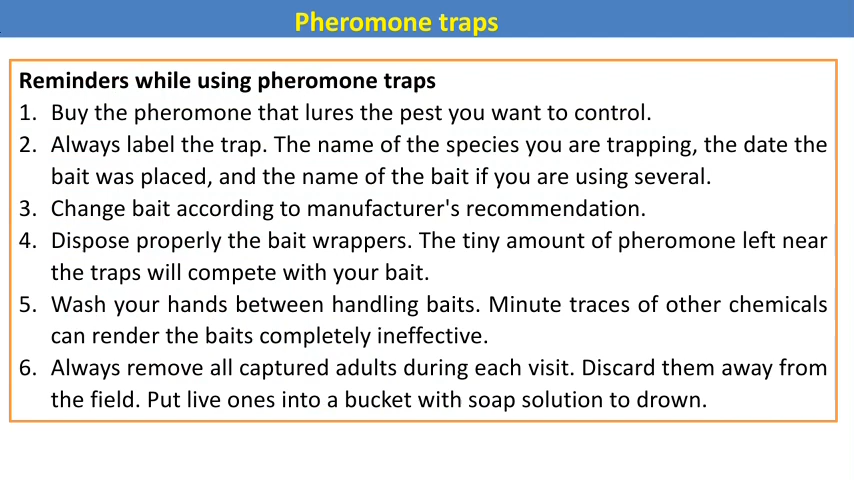 Pheromone traps
Reminders while using pheromone traps
1. Buy the pheromone that lures the pest you want to control.
2. Always label the trap. The name of the species you are trapping, the date the
bait was placed, and the name of the bait if you are using several.
3. Change bait according to manufacturer's recommendation.
4. Dispose properly the bait wrappers. The tiny amount of pheromone left near
the traps will compete with your bait.
5. Wash your hands between handling baits. Minute traces of other chemicals
can render the baits completely ineffective.
6. Always remove all captured adults during each visit. Discard them away from
the field. Put live ones into a bucket with soap solution to drown.